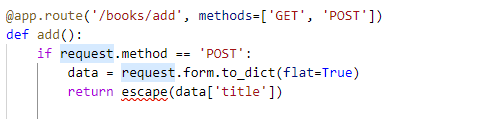 @app.route('/books/add', methods=['GET', 'POST'])
def add():
    if request.method == 'POST':
        data = request.form.to_dict(flat=True)
        return escape(data['title'])